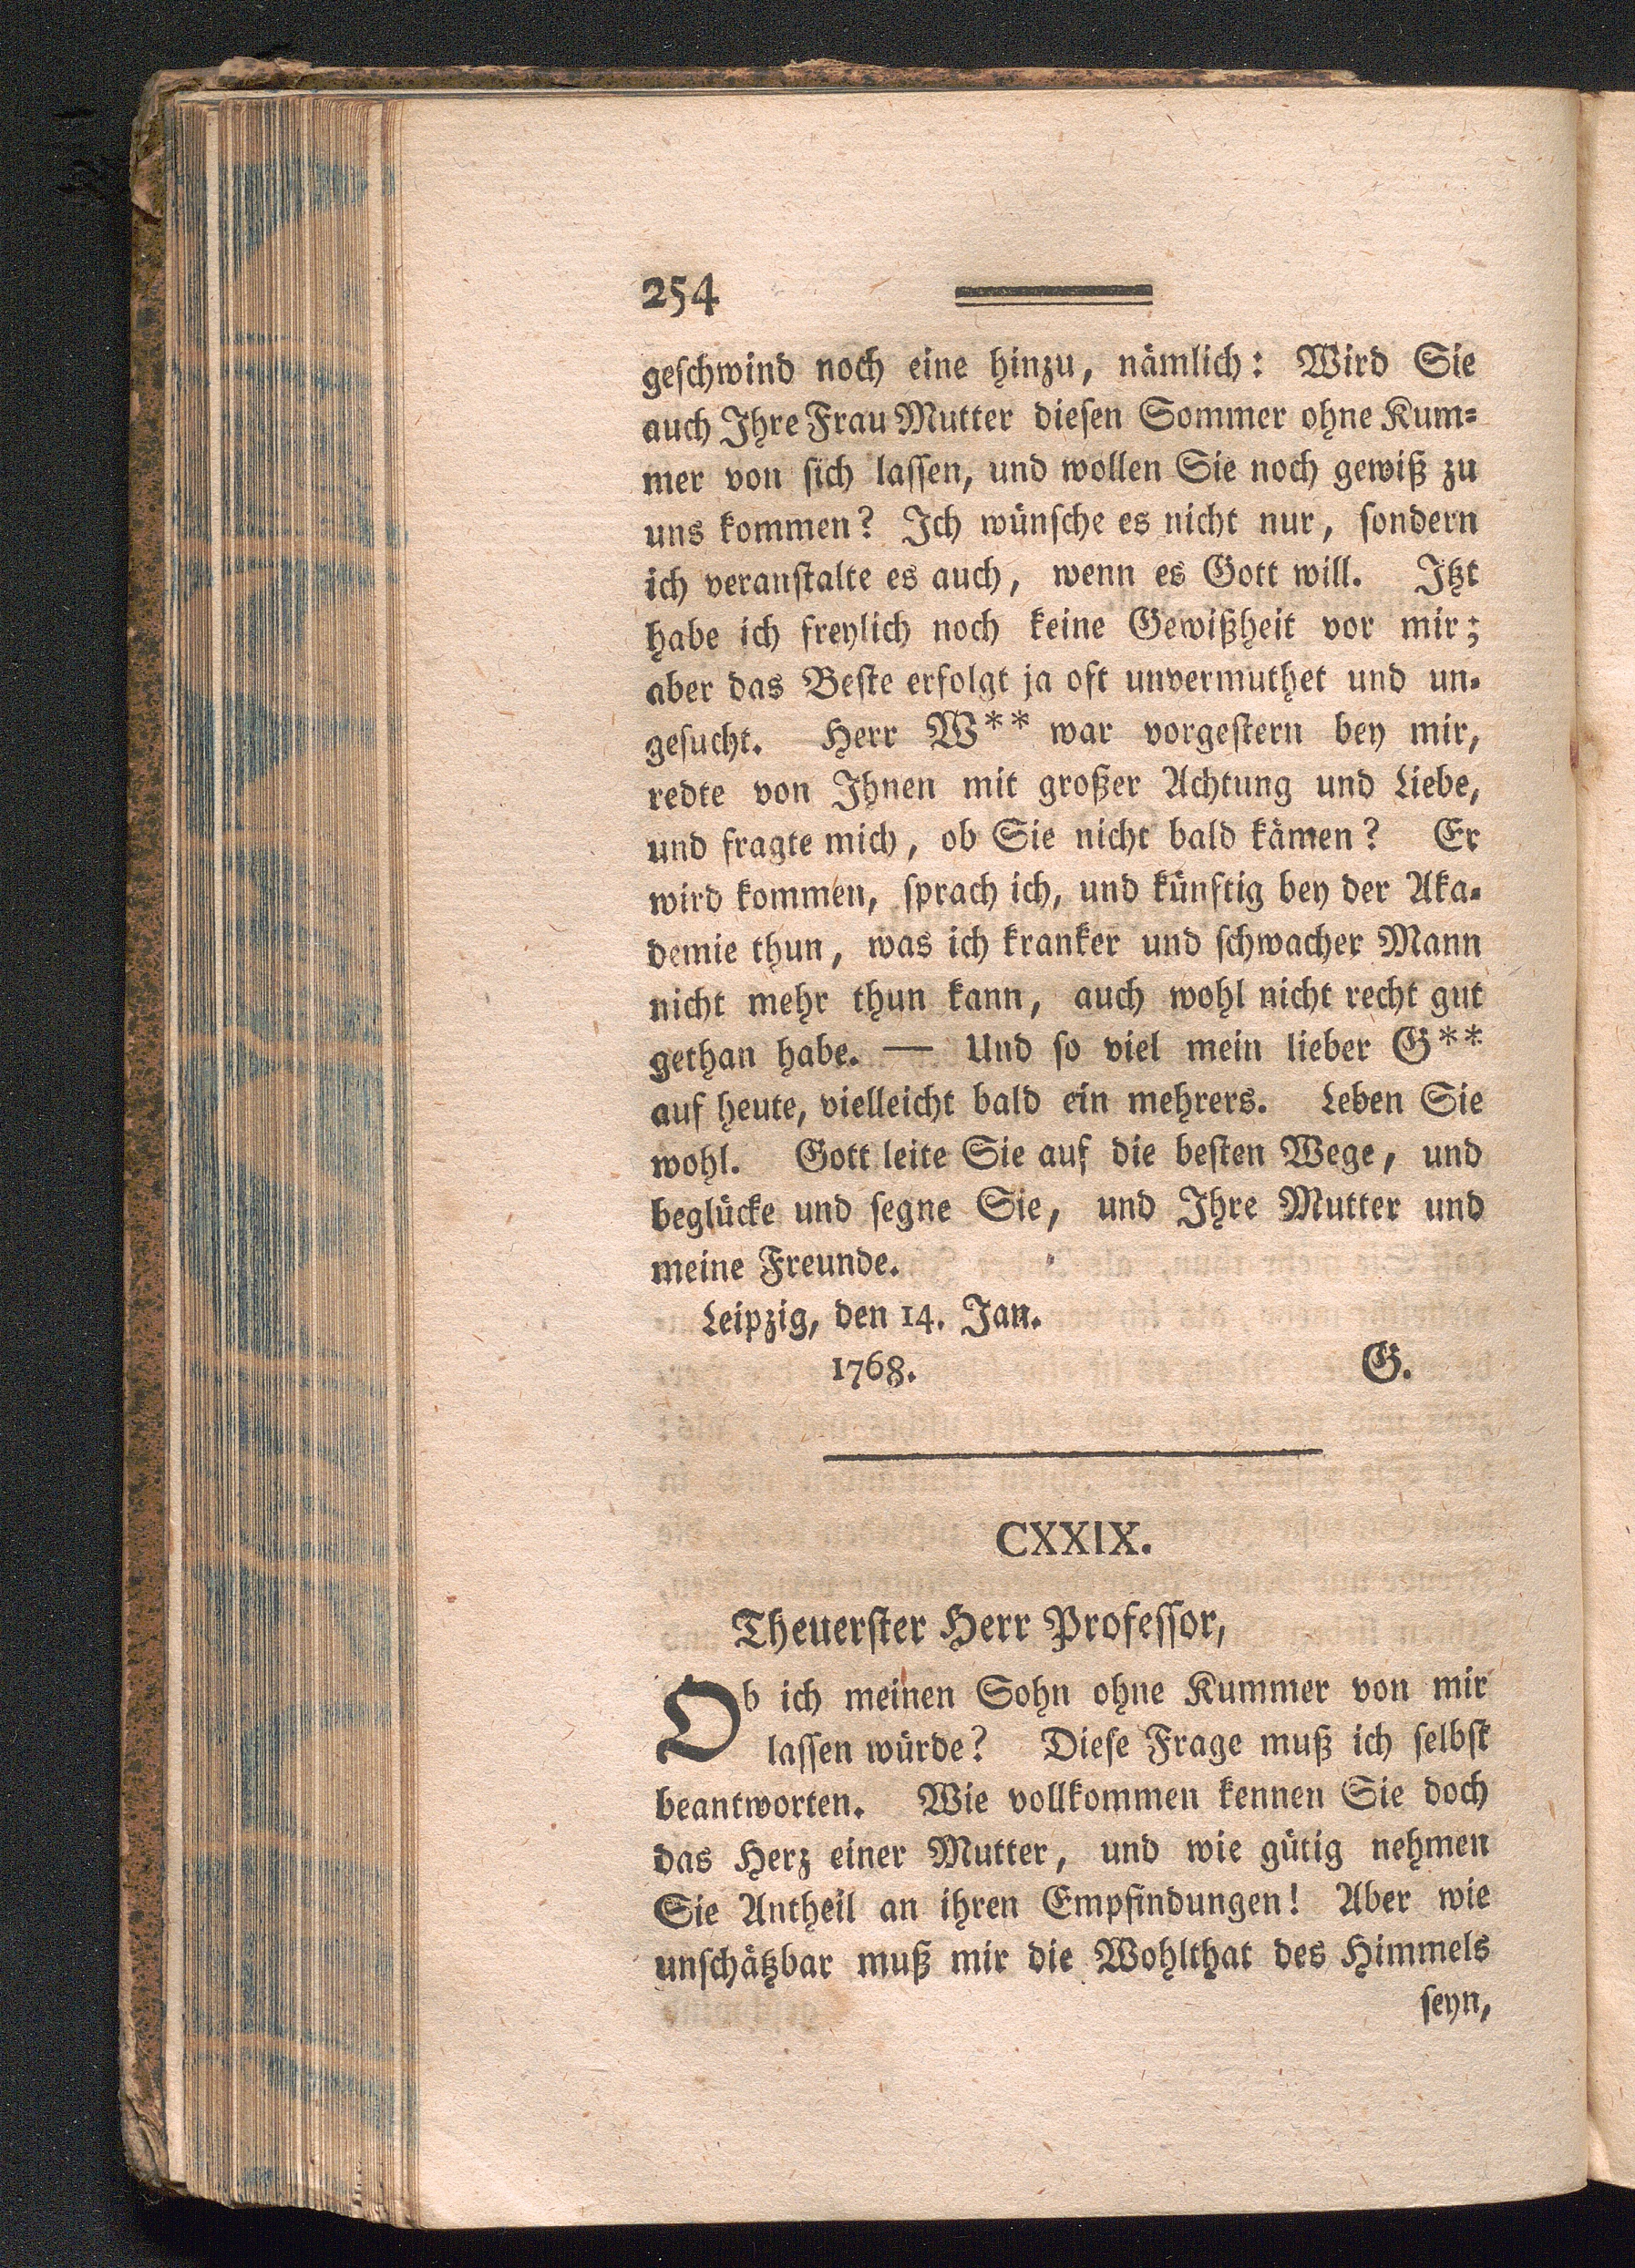 254
geschwind noch eine hinzu, nämlich: Wird Sie
auch Ihre Frau Mutter diesen Sommer ohne Kum-
mer von sich lassen, und wollen Sie noch gewiß zu
uns kommen? Ich wünsche es nicht nur, sondern
ich veranstalte es auch, wenn es Gott will. Itzt
habe ich freylich noch keine Gewißheit vor mir;
aber das Beste erfolgt ja oft unvermuthet und un-
gesucht. Herr W** war vorgestern bey mir,
redte von Ihnen mit großer Achtung und Liebe,
und fragte mich, ob Sie nicht bald kämen? Er
wird kommen, sprach ich, und künftig bey der Aka-
demie thun, was ich kranker und schwacher Mann
nicht mehr thun kann, auch wohl nicht recht gut
gethan habe. — Und so viel mein lieber G**
auf heute, vielleicht bald ein mehrers. Leben Sie
wohl. Gott leite Sie auf die besten Wege, und
beglücke und segne Sie, und Ihre Mutter und
meine Freunde.
Leipzig, den 14. Jan.
1768. G.
CXXIX.
Theuerster Herr Professor,
Ob ich meinen Sohn ohne Kummer von mir
lassen würde? Diese Frage muß ich selbst
beantworten. Wie vollkommen kennen Sie doch
das Herz einer Mutter, und wie gütig nehmen
Sie Antheil an ihren Empfindungen! Aber wie
unschätzbar muß mir die Wohlthat des Himmels
seyn,